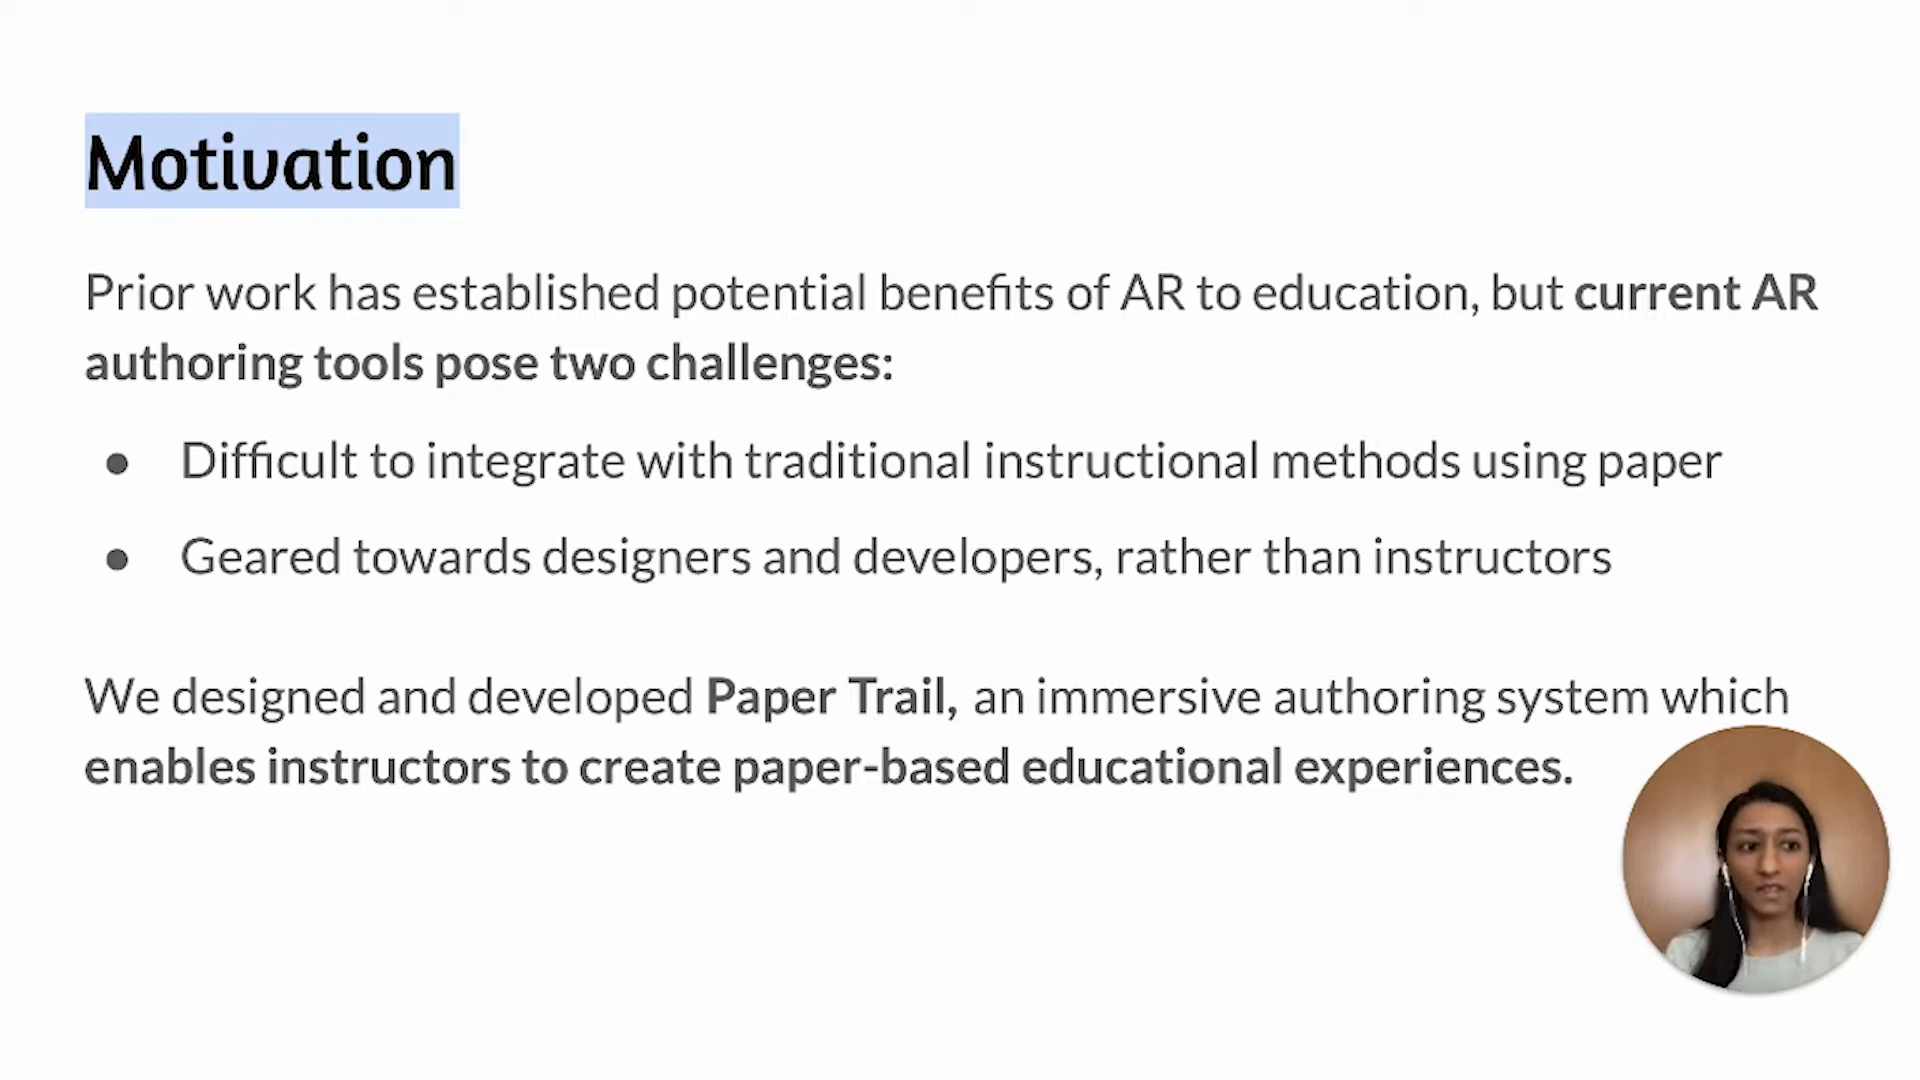 Motivation
Prior work has established potential benefits of AR to education, but current AR
authoring tools pose two challenges:
● Difficult to integrate with traditional instructional methods using paper
● Geared towards designers and developers, rather than instructors
We designed and developed Paper Trail, an immersive authoring system which
enables instructors to create paper-based educational experiences.